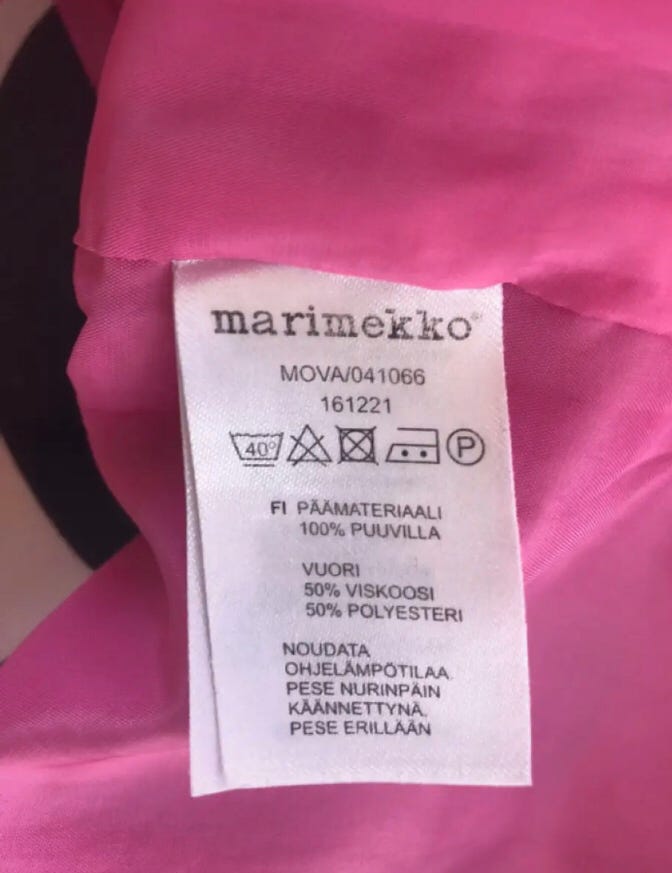 marimekko®
MOVA/041066
161221
40° P
FI PÄÄMATERIAALI
100% PUUVILLA
VUORI
50% VISKOOSI
50% POLYESTERI
NOUDATA
OHJELÄMPÖTILAA,
PESE NURINPÄIN
KÄÄNNETTYNÄ,
PESE ERILLÄÄN